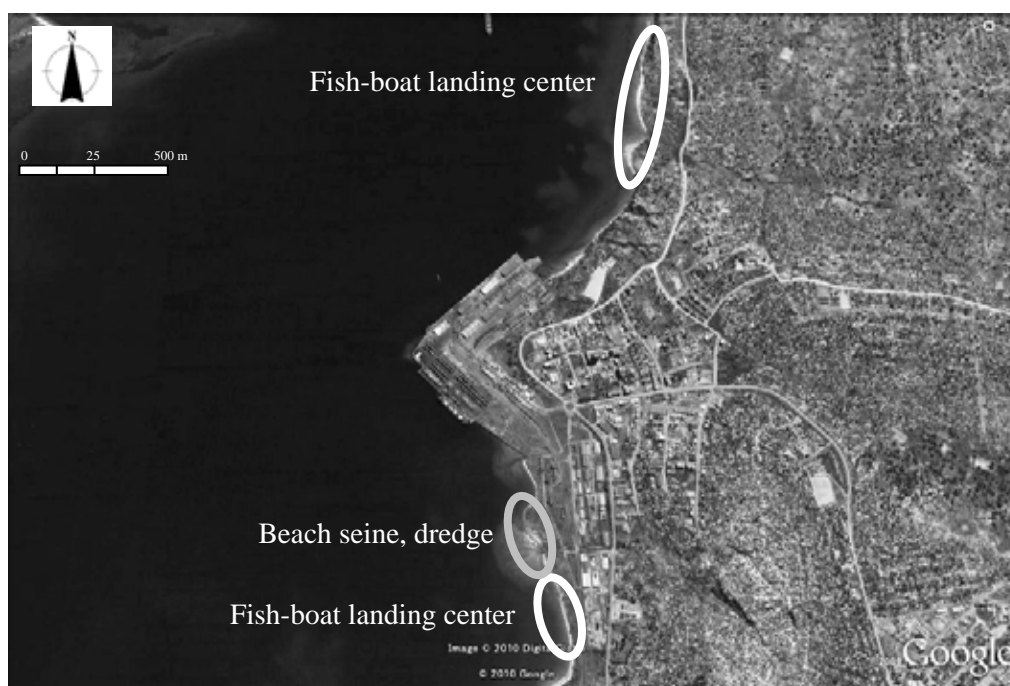 N
Fish-boat landing center
0 25 500 m
Beach seine, dredge
Fish-boat landing center
Image © 2010 Digital
© 2010 Google
Google